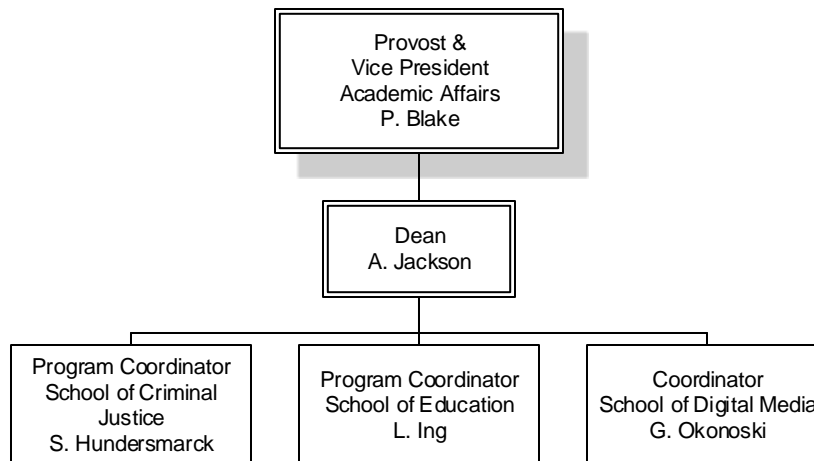 Provost &
Vice President
Academic Affairs
P. Blake
Dean
A. Jackson
Program Coordinator
School of Criminal
Justice
S. Hundersmarck
Program Coordinator
School of Education
L. Ing
Coordinator
School of Digital Media
G. Okonoski